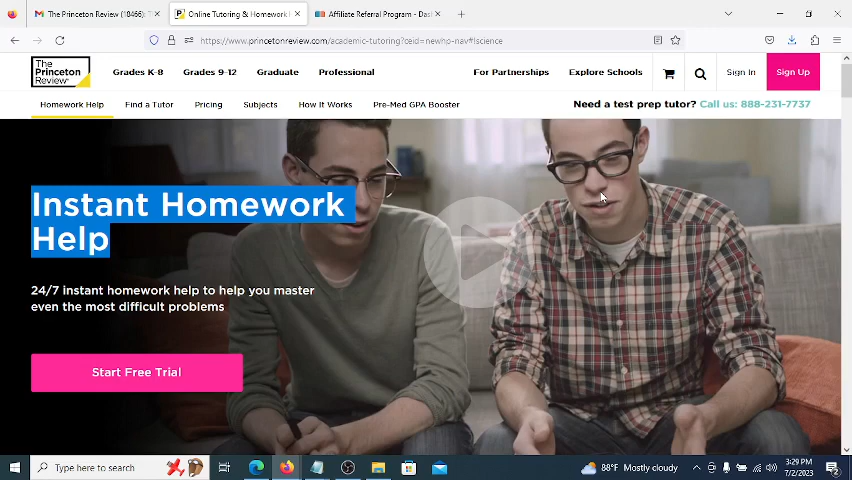 The Princeton Review (18466): T
Online Tutoring & Homework H
Affiliate Referral Program - Dash
https://www.princetonreview.com/academic-tutoring?ceid=newhp-nav#!science
The
Princeton
Review
Grades K-8
Grades 9-12
Graduate
Professional
For Partnerships
Explore Schools
Sign In
Sign Up
Homework Help
Find a Tutor
Pricing
Subjects
How It Works
Pre-Med GPA Booster
Need a test prep tutor? Call us: 888-231-7737
Instant Homework
Help
24/7 instant homework help to help you master
even the most difficult problems
Start Free Trial
Type here to search
88°F Mostly cloudy
3:29 PM
7/2/2023
2